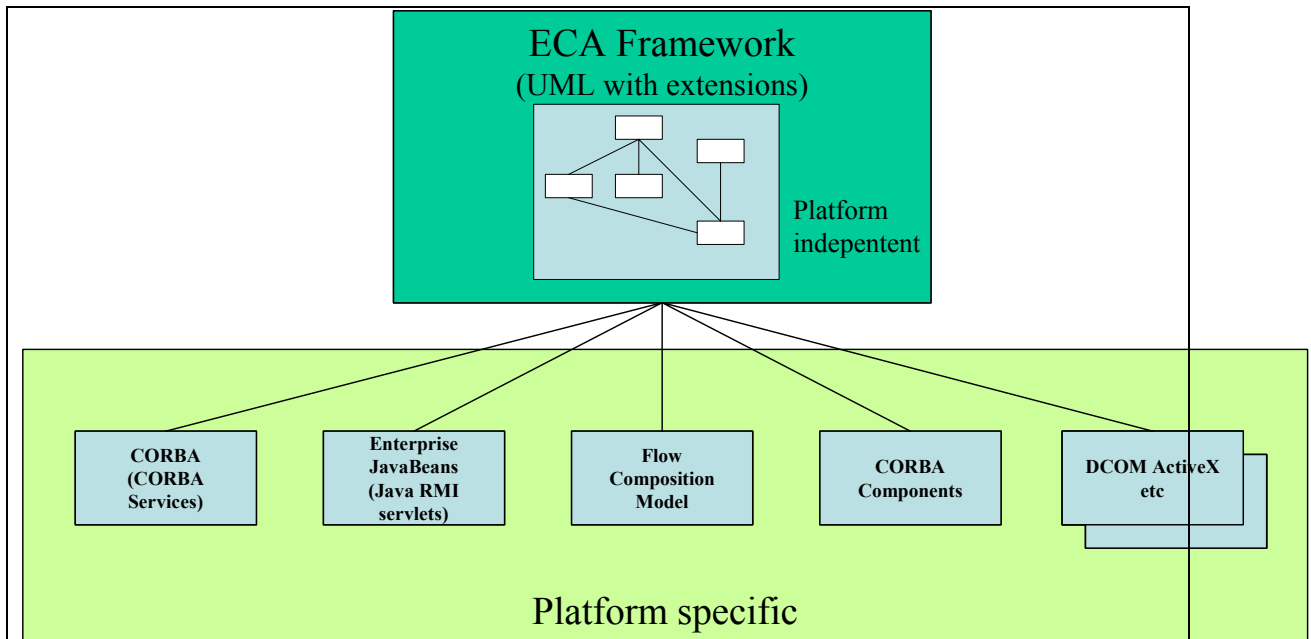 ECA Framework
(UML with extensions)
Platform
indepentent
CORBA
(CORBA
Services)
Enterprise
JavaBeans
(Java RMI
servlets)
Flow
Composition
Model
CORBA
Components
DCOM ActiveX
etc
Platform specific